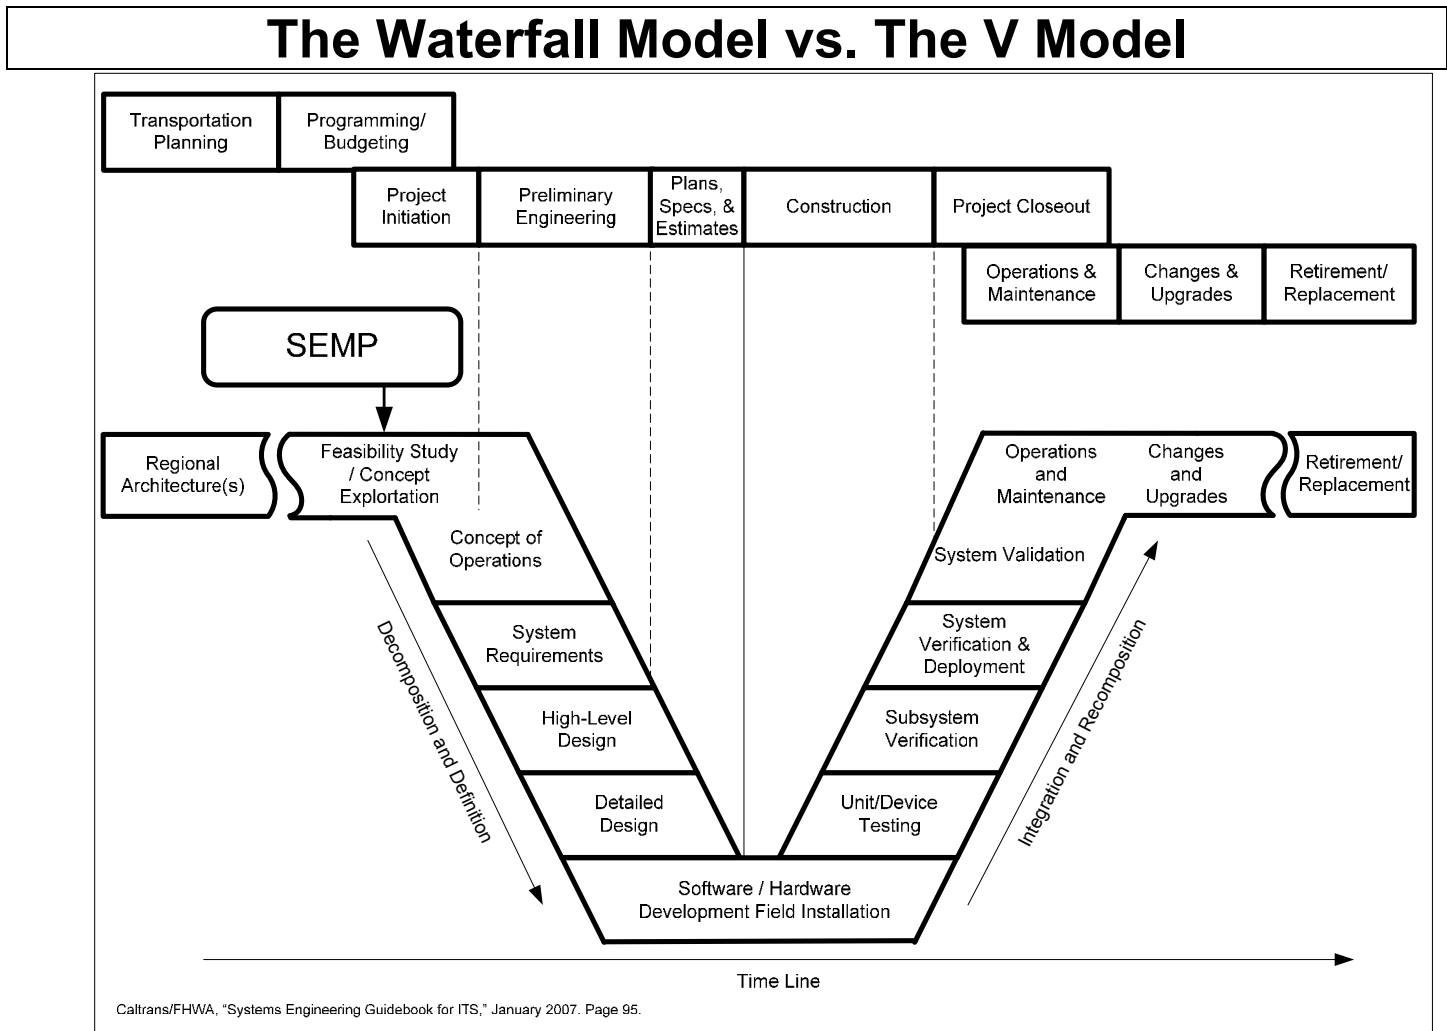 The Waterfall Model vs. The V Model
Transportation
Planning
Programming/
Budgeting
Project
Initiation
Preliminary
Engineering
Plans,
Specs, &
Estimates
Construction
Project Closeout
Operations &
Maintenance
Changes &
Upgrades
Retirement/
Replacement
SEMP
Regional
Architecture(s)
Feasibility Study
/ Concept
Explortation
Concept of
Operations
System
Requirements
High-Level
Design
Detailed
Design
Software / Hardware
Development Field Installation
Unit/Device
Testing
Subsystem
Verification
System
Verification &
Deployment
System Validation
Operations
and
Maintenance
Changes
and
Upgrades
Retirement/
Replacement
Decomposition and Definition
Integration and Recomposition
Time Line
Caltrans/FHWA, “Systems Engineering Guidebook for ITS,” January 2007. Page 95.